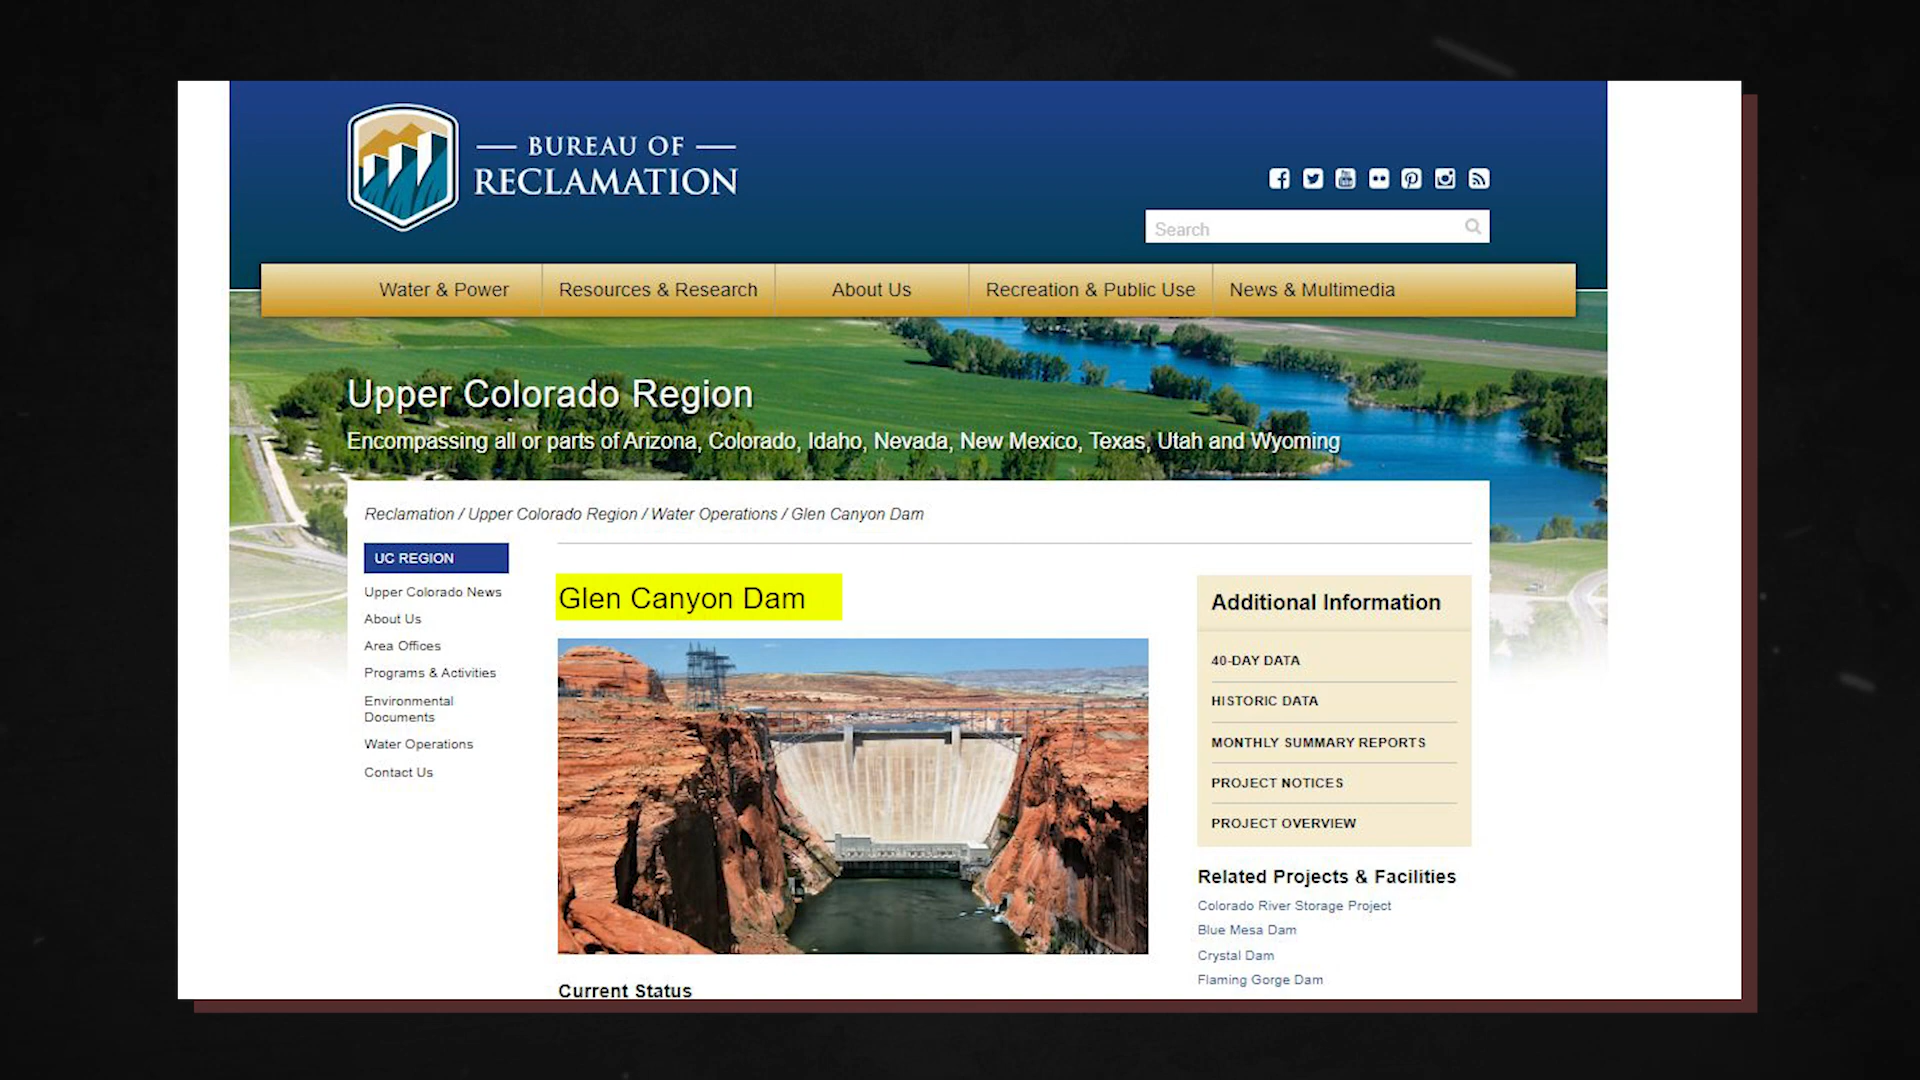 BUREAU OF
RECLAMATION
Search
Water & Power
Resources & Research
About Us
Recreation & Public Use
News & Multimedia
Upper Colorado Region
Encompassing all or parts of Arizona, Colorado, Idaho, Nevada, New Mexico, Texas, Utah and Wyoming
Reclamation / Upper Colorado Region / Water Operations / Glen Canyon Dam
UC REGION
Upper Colorado News
About Us
Area Offices
Programs & Activities
Environmental
Documents
Water Operations
Contact Us
Glen Canyon Dam
Current Status
Additional Information
40-DAY DATA
HISTORIC DATA
MONTHLY SUMMARY REPORTS
PROJECT NOTICES
PROJECT OVERVIEW
Related Projects & Facilities
Colorado River Storage Project
Blue Mesa Dam
Crystal Dam
Flaming Gorge Dam